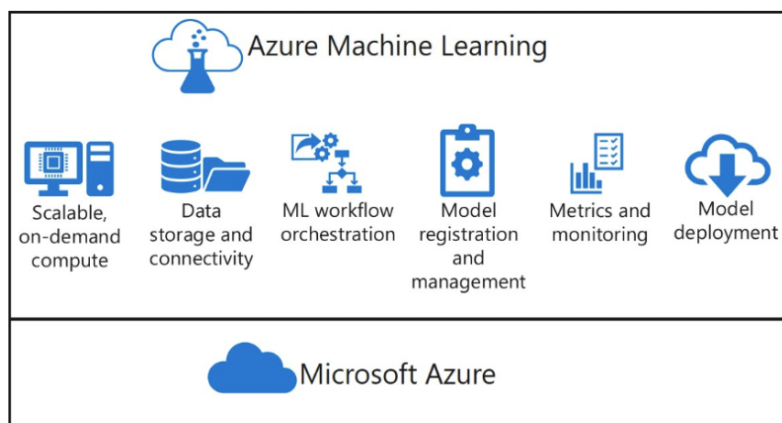 Azure Machine Learning
Scalable,
on-demand
compute
Data
storage and
connectivity
ML workflow
orchestration
Model
registration
and
management
Metrics and
monitoring
Model
deployment
Microsoft Azure